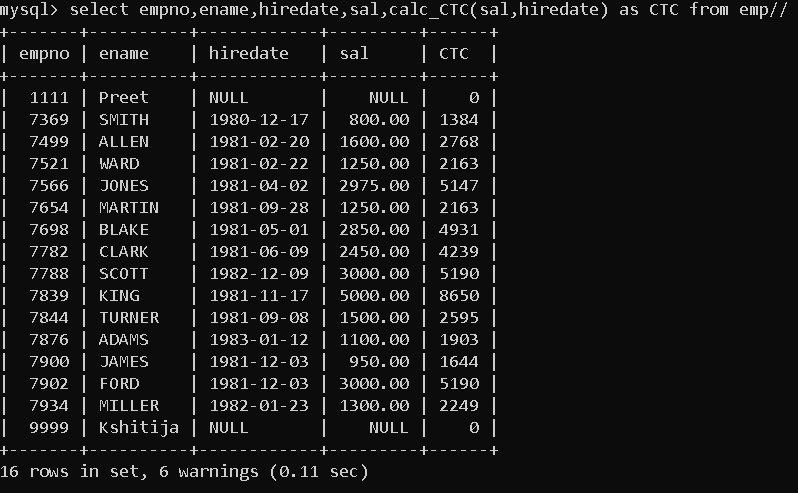 mysql> select empno,ename,hiredate,sal,calc_CTC(sal,hiredate) as CTC from emp//
+-------+----------+------------+---------+------+
| empno | ename    | hiredate   | sal     | CTC  |
+-------+----------+------------+---------+------+
|  1111 | Preet    | NULL       |    NULL |    0 |
|  7369 | SMITH    | 1980-12-17 |  800.00 | 1384 |
|  7499 | ALLEN    | 1981-02-20 | 1600.00 | 2768 |
|  7521 | WARD     | 1981-02-22 | 1250.00 | 2163 |
|  7566 | JONES    | 1981-04-02 | 2975.00 | 5147 |
|  7654 | MARTIN   | 1981-09-28 | 1250.00 | 2163 |
|  7698 | BLAKE    | 1981-05-01 | 2850.00 | 4931 |
|  7782 | CLARK    | 1981-06-09 | 2450.00 | 4239 |
|  7788 | SCOTT    | 1982-12-09 | 3000.00 | 5190 |
|  7839 | KING     | 1981-11-17 | 5000.00 | 8650 |
|  7844 | TURNER   | 1981-09-08 | 1500.00 | 2595 |
|  7876 | ADAMS    | 1983-01-12 | 1100.00 | 1903 |
|  7900 | JAMES    | 1981-12-03 |  950.00 | 1644 |
|  7902 | FORD     | 1981-12-03 | 3000.00 | 5190 |
|  7934 | MILLER   | 1982-01-23 | 1300.00 | 2249 |
|  9999 | Kshitija | NULL       |    NULL |    0 |
+-------+----------+------------+---------+------+
16 rows in set, 6 warnings (0.11 sec)